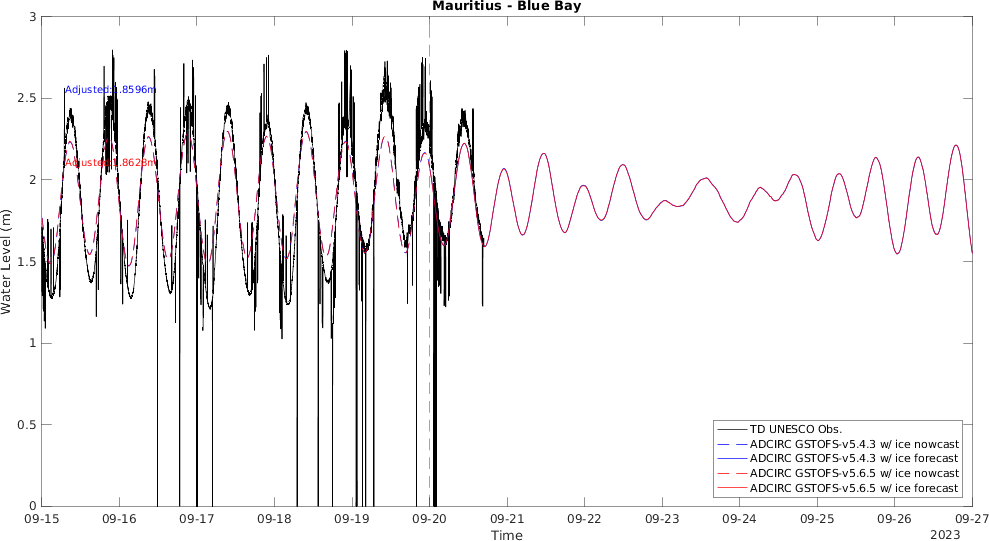 Mauritius - Blue Bay
Water Level (m)
3
2.5
2
1.5
1
0.5
0
Adjusted:1.8596m
Adjusted:1.8628m
TD UNESCO Obs.
ADCIRC GSTOFS-v5.4.3 w/ ice nowcast
ADCIRC GSTOFS-v5.4.3 w/ ice forecast
ADCIRC GSTOFS-v5.6.5 w/ ice nowcast
ADCIRC GSTOFS-v5.6.5 w/ ice forecast
09-15 09-16 09-17 09-18 09-19 09-20 09-21 09-22 09-23 09-24 09-25 09-26 09-27
Time
2023